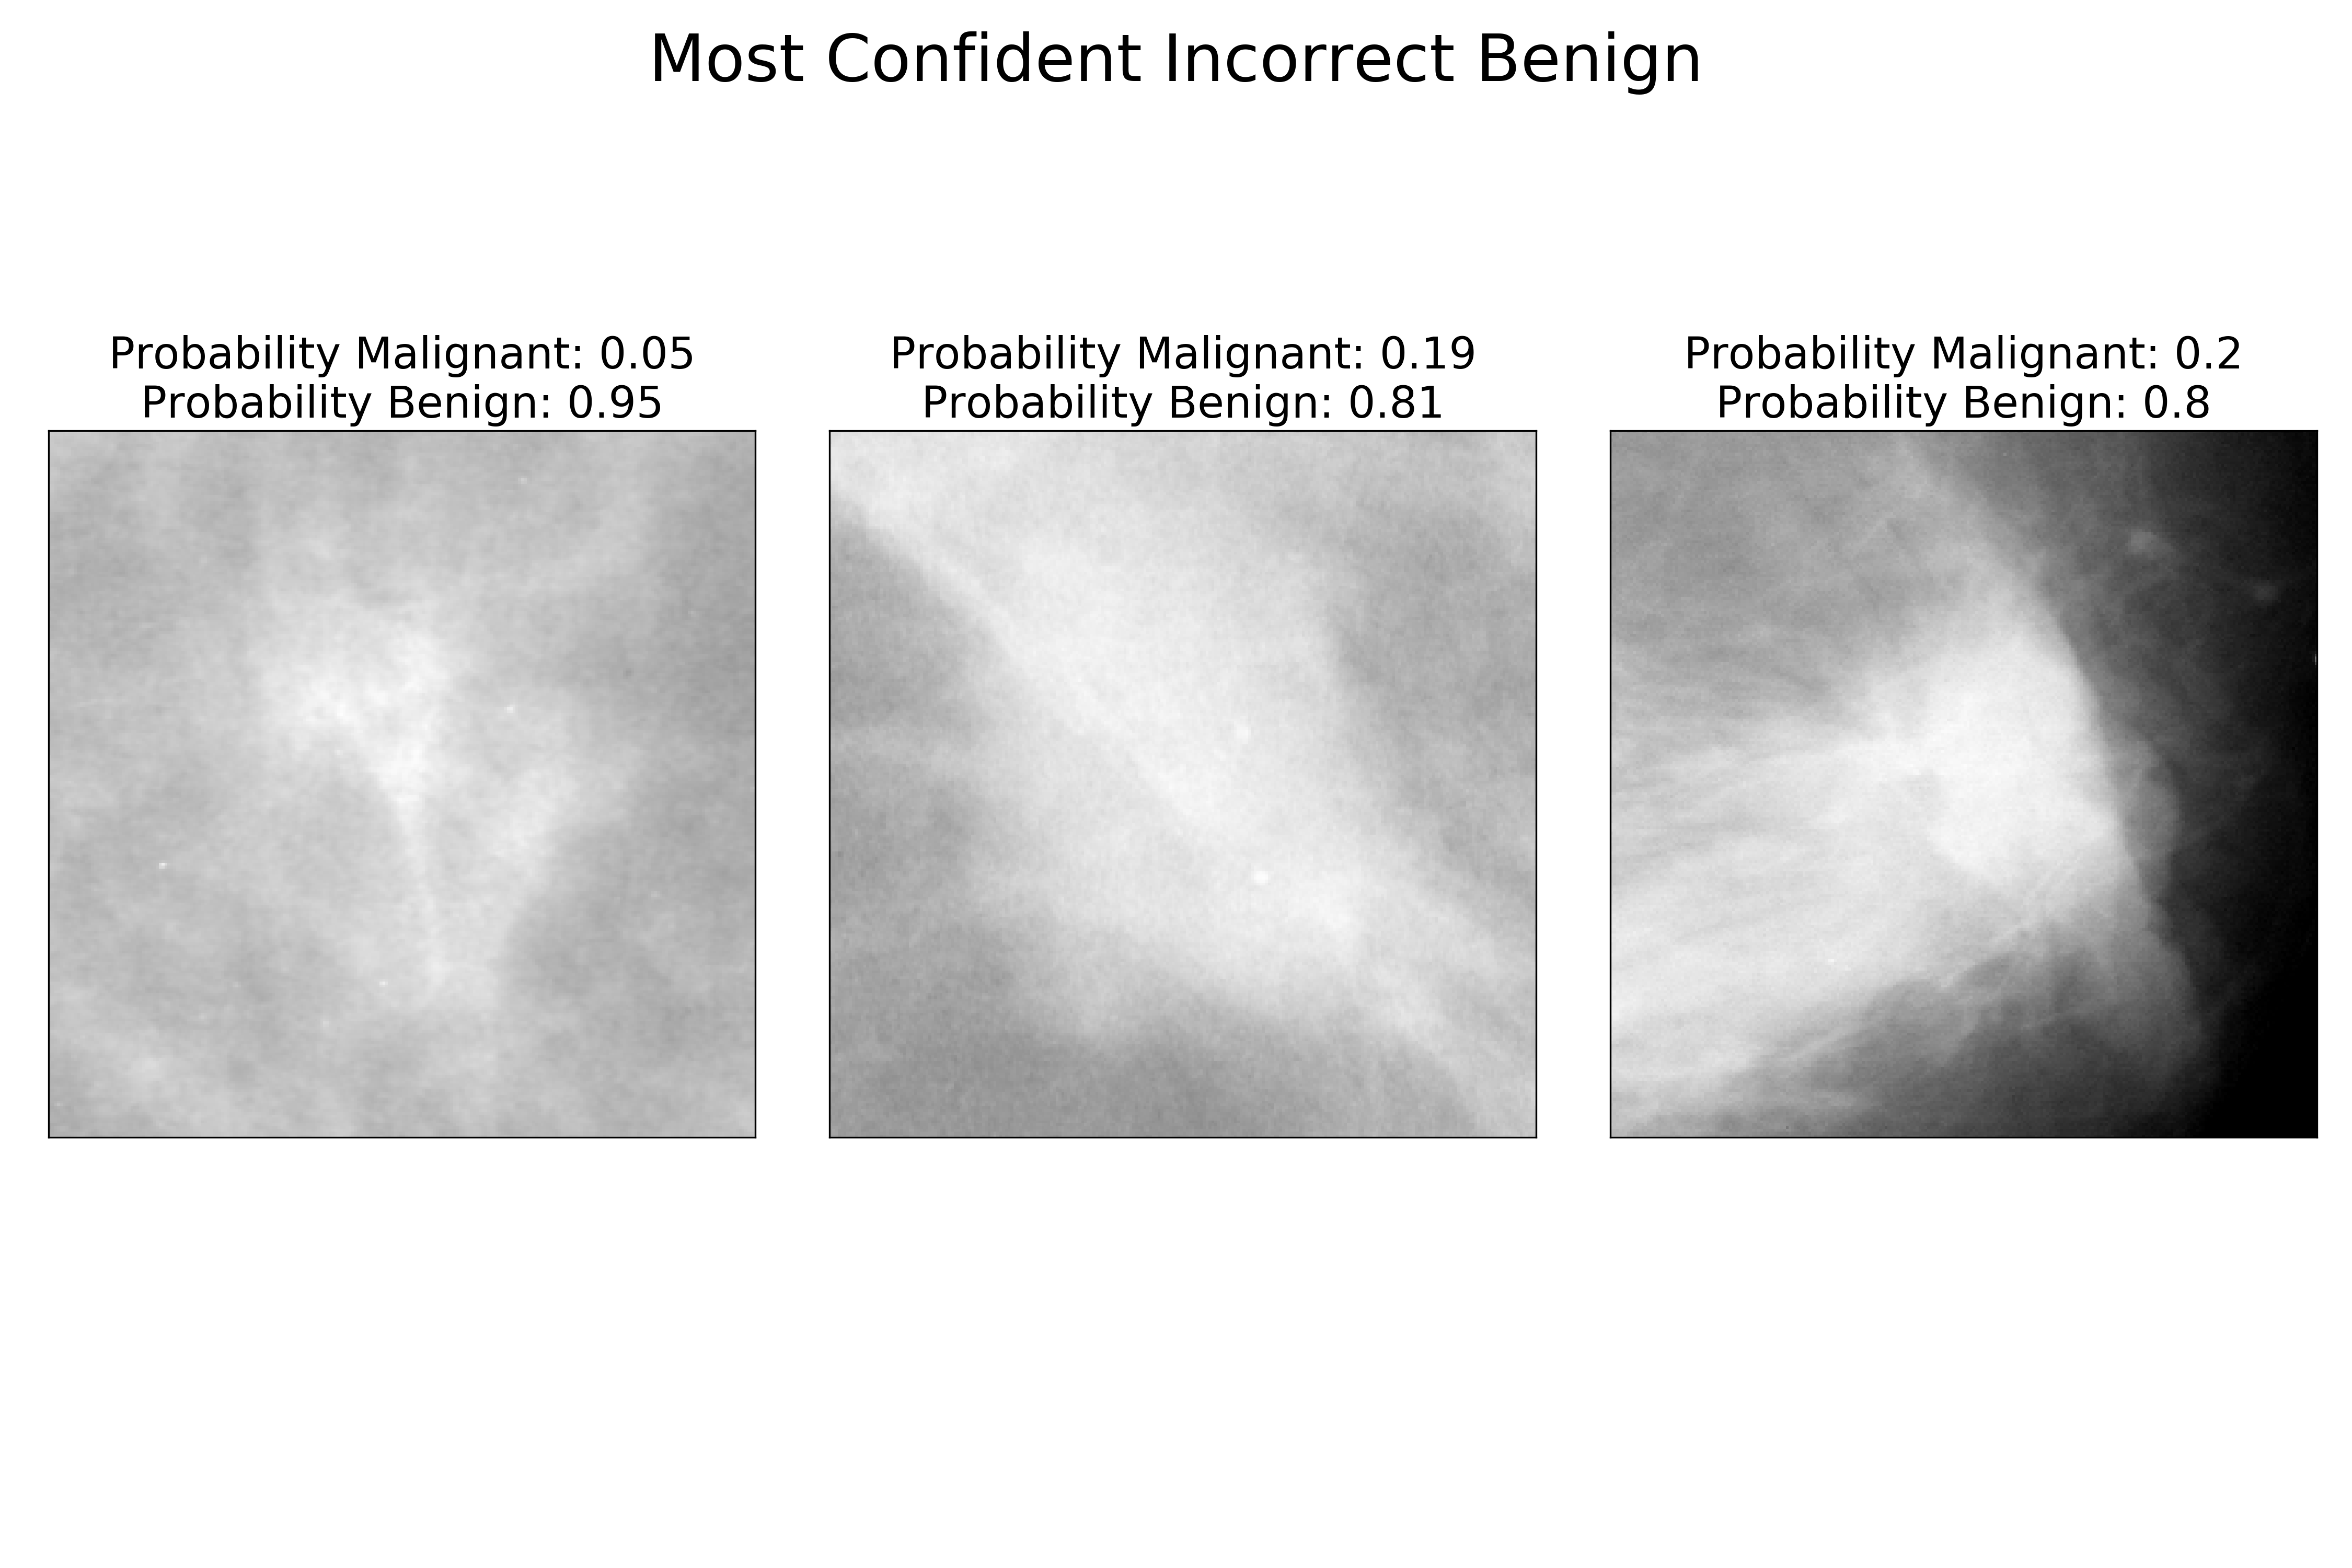 Most Confident Incorrect Benign
Probability Malignant: 0.05
Probability Benign: 0.95
Probability Malignant: 0.19
Probability Benign: 0.81
Probability Malignant: 0.2
Probability Benign: 0.8